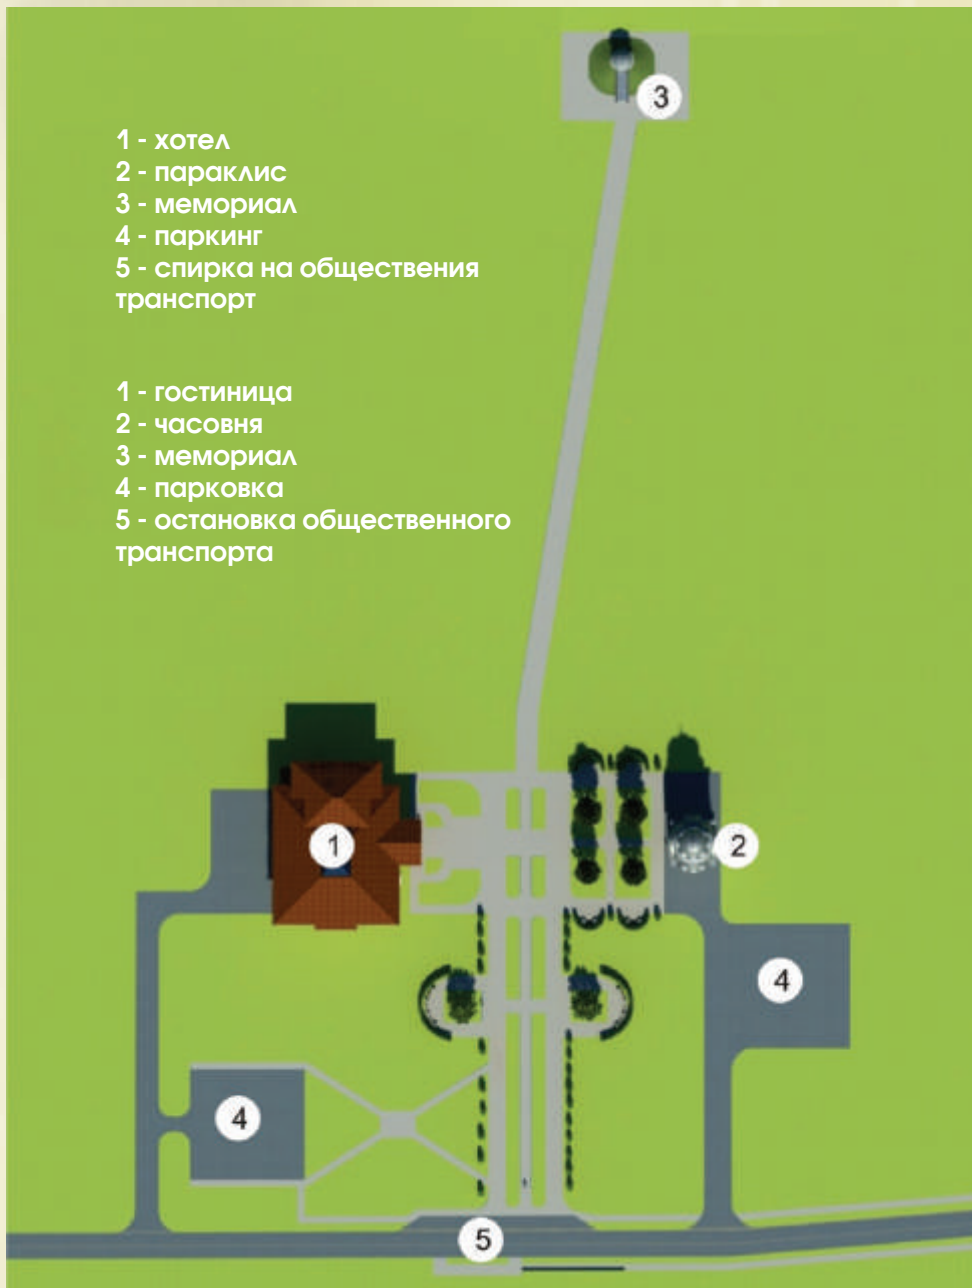 3
1 - хотел
2 - параклис
3 - мемориал
4 - паркинг
5 - спирка на обществения
транспорт
1 - гостиница
2 - часовня
3 - мемориал
4 - парковка
5 - остановка общественного
транспорта
1
2
4
4
5